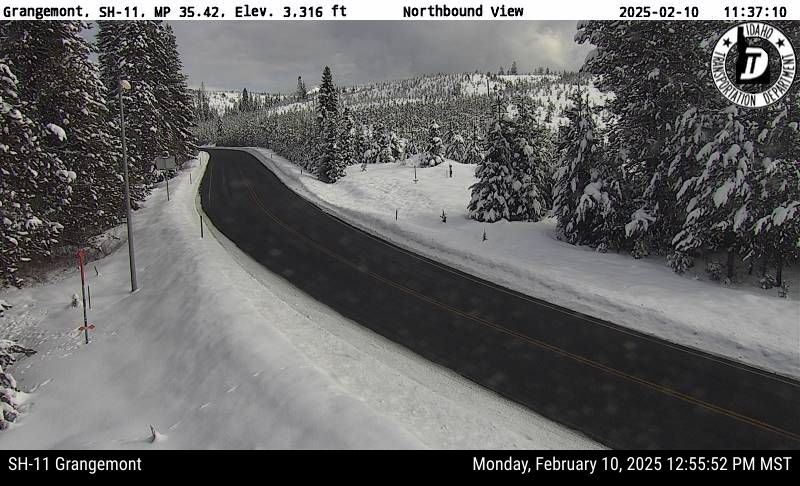 Grangemont, SH-11, MP 35.42, Elev. 3,316 ft Northbound View 2025-02-10 11:37:10
IDAHO
TRANSPORTATION DEPARTMENT
SH-11 Grangemont Monday, February 10, 2025 12:55:52 PM MST